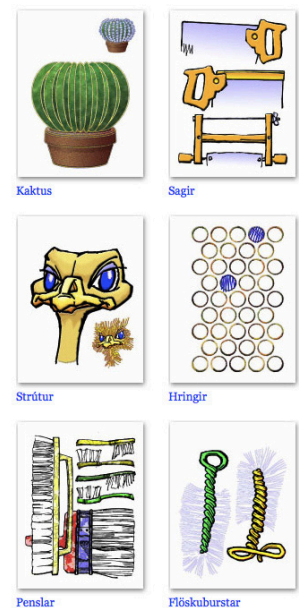 Kaktus
Sagir
Strútur
Hringir
Penslar
Flöskuburstar